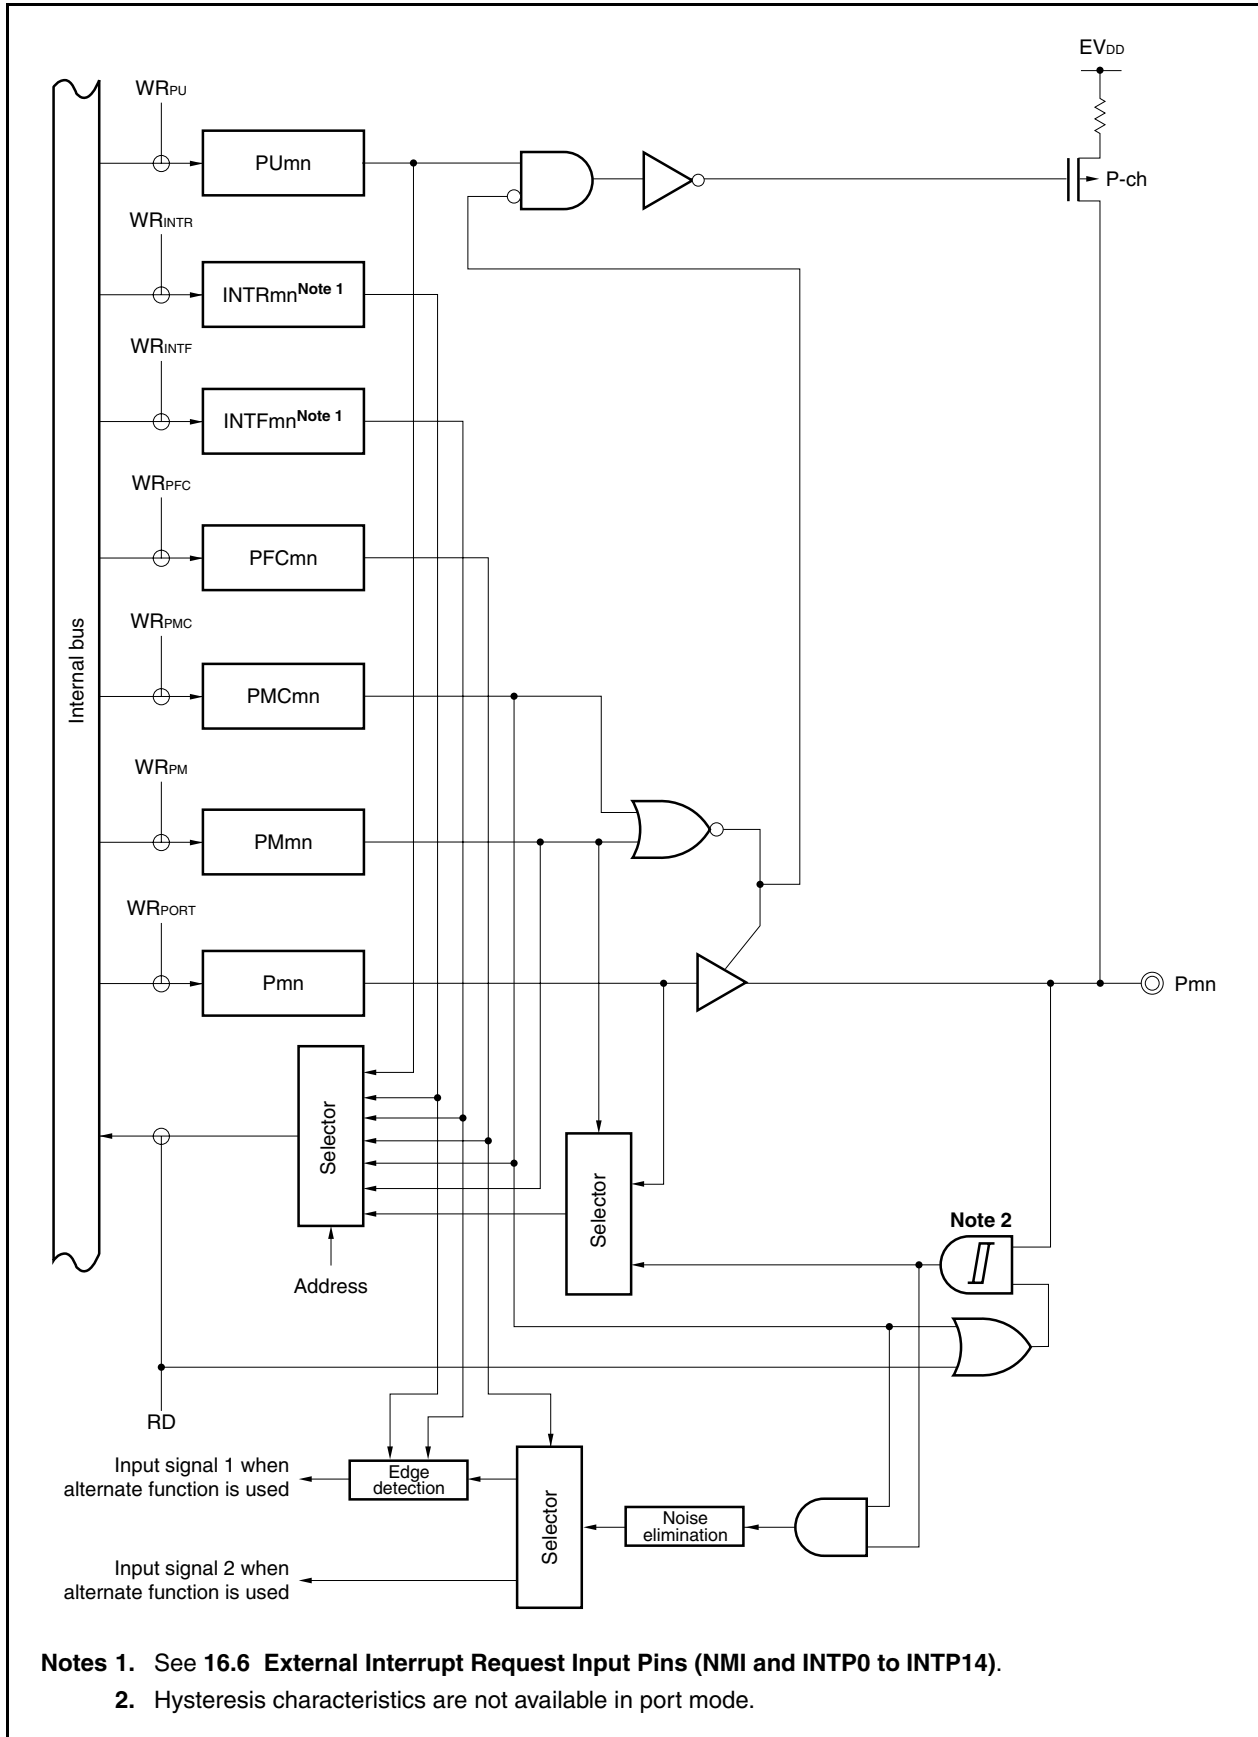 EVDD
WRPU
PUmn
P-ch
WRINTR
INTRmnNote 1
WRINTF
INTFmnNote 1
WRPFC
PFCmn
WRPMC
Internal bus
PMCmn
WRPM
PMmn
WRPORT
Pmn
Pmn
Selector
Selector
Note 2
Address
RD
Input signal 1 when
alternate function is used
Edge
detection
Selector
Noise
elimination
Input signal 2 when
alternate function is used
Notes 1. See 16.6 External Interrupt Request Input Pins (NMI and INTP0 to INTP14).
2. Hysteresis characteristics are not available in port mode.